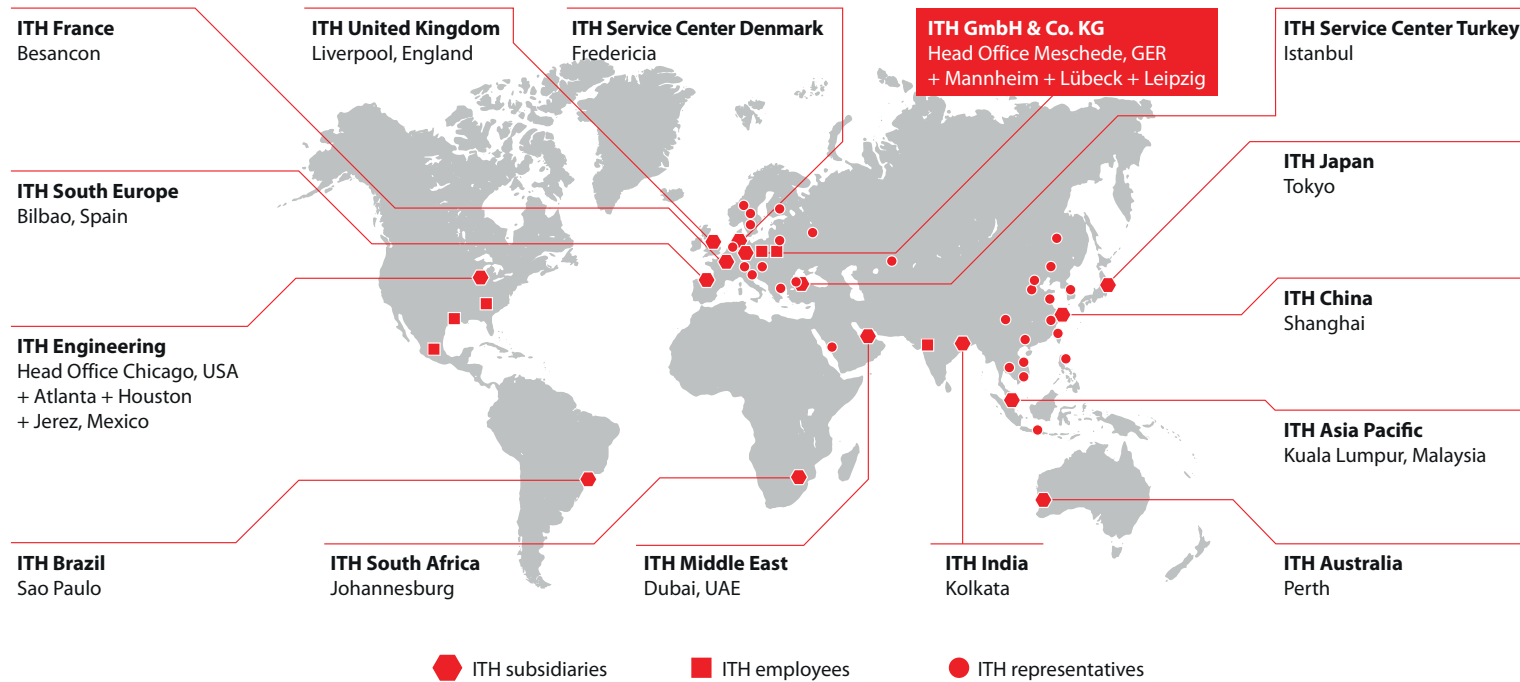 ITH France
Besancon
ITH United Kingdom
Liverpool, England
ITH Service Center Denmark
Fredericia
ITH GmbH & Co. KG
Head Office Meschede, GER
+ Mannheim + Lübeck + Leipzig
ITH Service Center Turkey
Istanbul
ITH South Europe
Bilbao, Spain
ITH Japan
Tokyo
ITH Engineering
Head Office Chicago, USA
+ Atlanta + Houston
+ Jerez, Mexico
ITH China
Shanghai
ITH Asia Pacific
Kuala Lumpur, Malaysia
ITH Brazil
Sao Paulo
ITH South Africa
Johannesburg
ITH Middle East
Dubai, UAE
ITH India
Kolkata
ITH Australia
Perth
ITH subsidiaries
ITH employees
ITH representatives